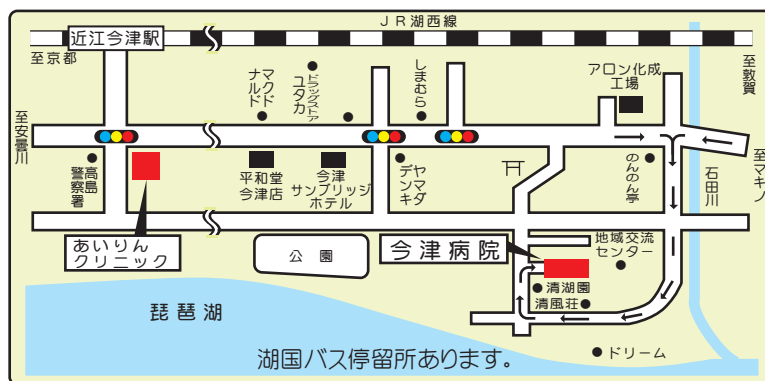 JR湖西線
近江今津駅
至京都
至敦賀
マクド
ナルド
ドラッグストア
ユタカ
しまむら
アロン化成
工場
至安曇川
至マキノ
高島
警察署
平和堂
今津店
今津
サンブリッジ
ホテル
ヤマダ
デンキ
のんのん亭
石田川
あいりん
クリニック
公園
今津病院
地域交流
センター
清湖園
清風荘
琵琶湖
湖国バス停留所あります。
ドリーム